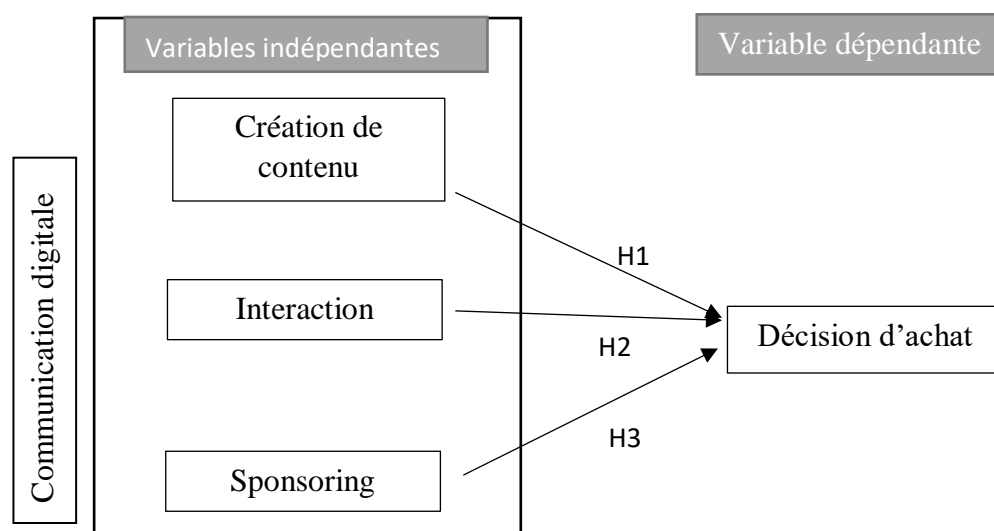 Variables indépendantes
Variable dépendante
Communication digitale
Création de
contenu
Interaction
Sponsoring
H1
H2
H3
Décision d’achat